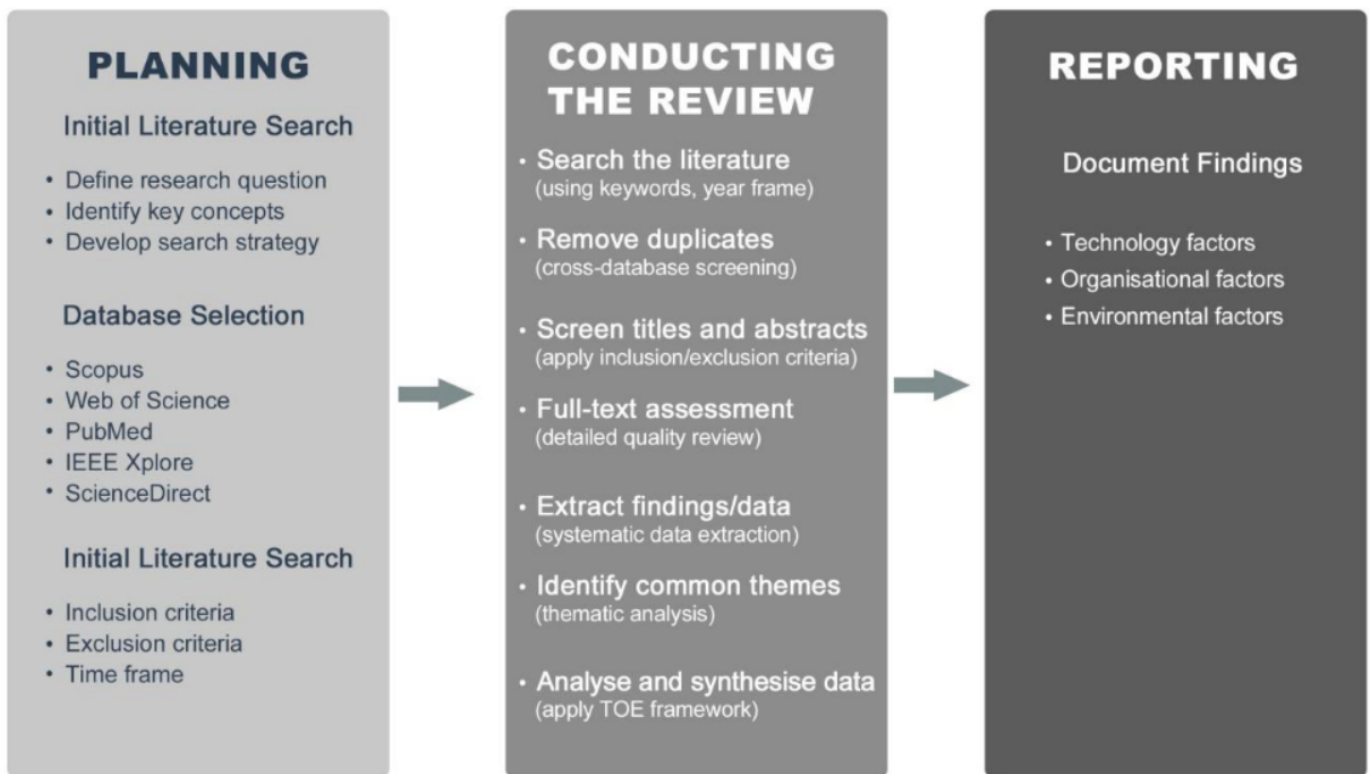 PLANNING
Initial Literature Search
• Define research question
• Identify key concepts
• Develop search strategy
Database Selection
• Scopus
• Web of Science
• PubMed
• IEEE Xplore
• ScienceDirect
Initial Literature Search
• Inclusion criteria
• Exclusion criteria
• Time frame
CONDUCTING
THE REVIEW
• Search the literature
(using keywords, year frame)
• Remove duplicates
(cross-database screening)
• Screen titles and abstracts
(apply inclusion/exclusion criteria)
• Full-text assessment
(detailed quality review)
• Extract findings/data
(systematic data extraction)
• Identify common themes
(thematic analysis)
• Analyse and synthesise data
(apply TOE framework)
REPORTING
Document Findings
• Technology factors
• Organisational factors
• Environmental factors